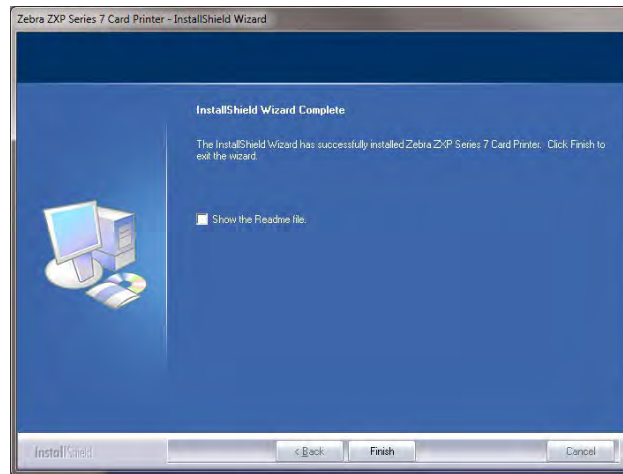 Zebra ZXP Series 7 Card Printer - InstallShield Wizard
InstallShield Wizard Complete
The InstallShield Wizard has successfully installed Zebra ZXP Series 7 Card Printer. Click Finish to
exit the wizard.
Show the Readme file.
InstallShield
< Back
Finish
Cancel